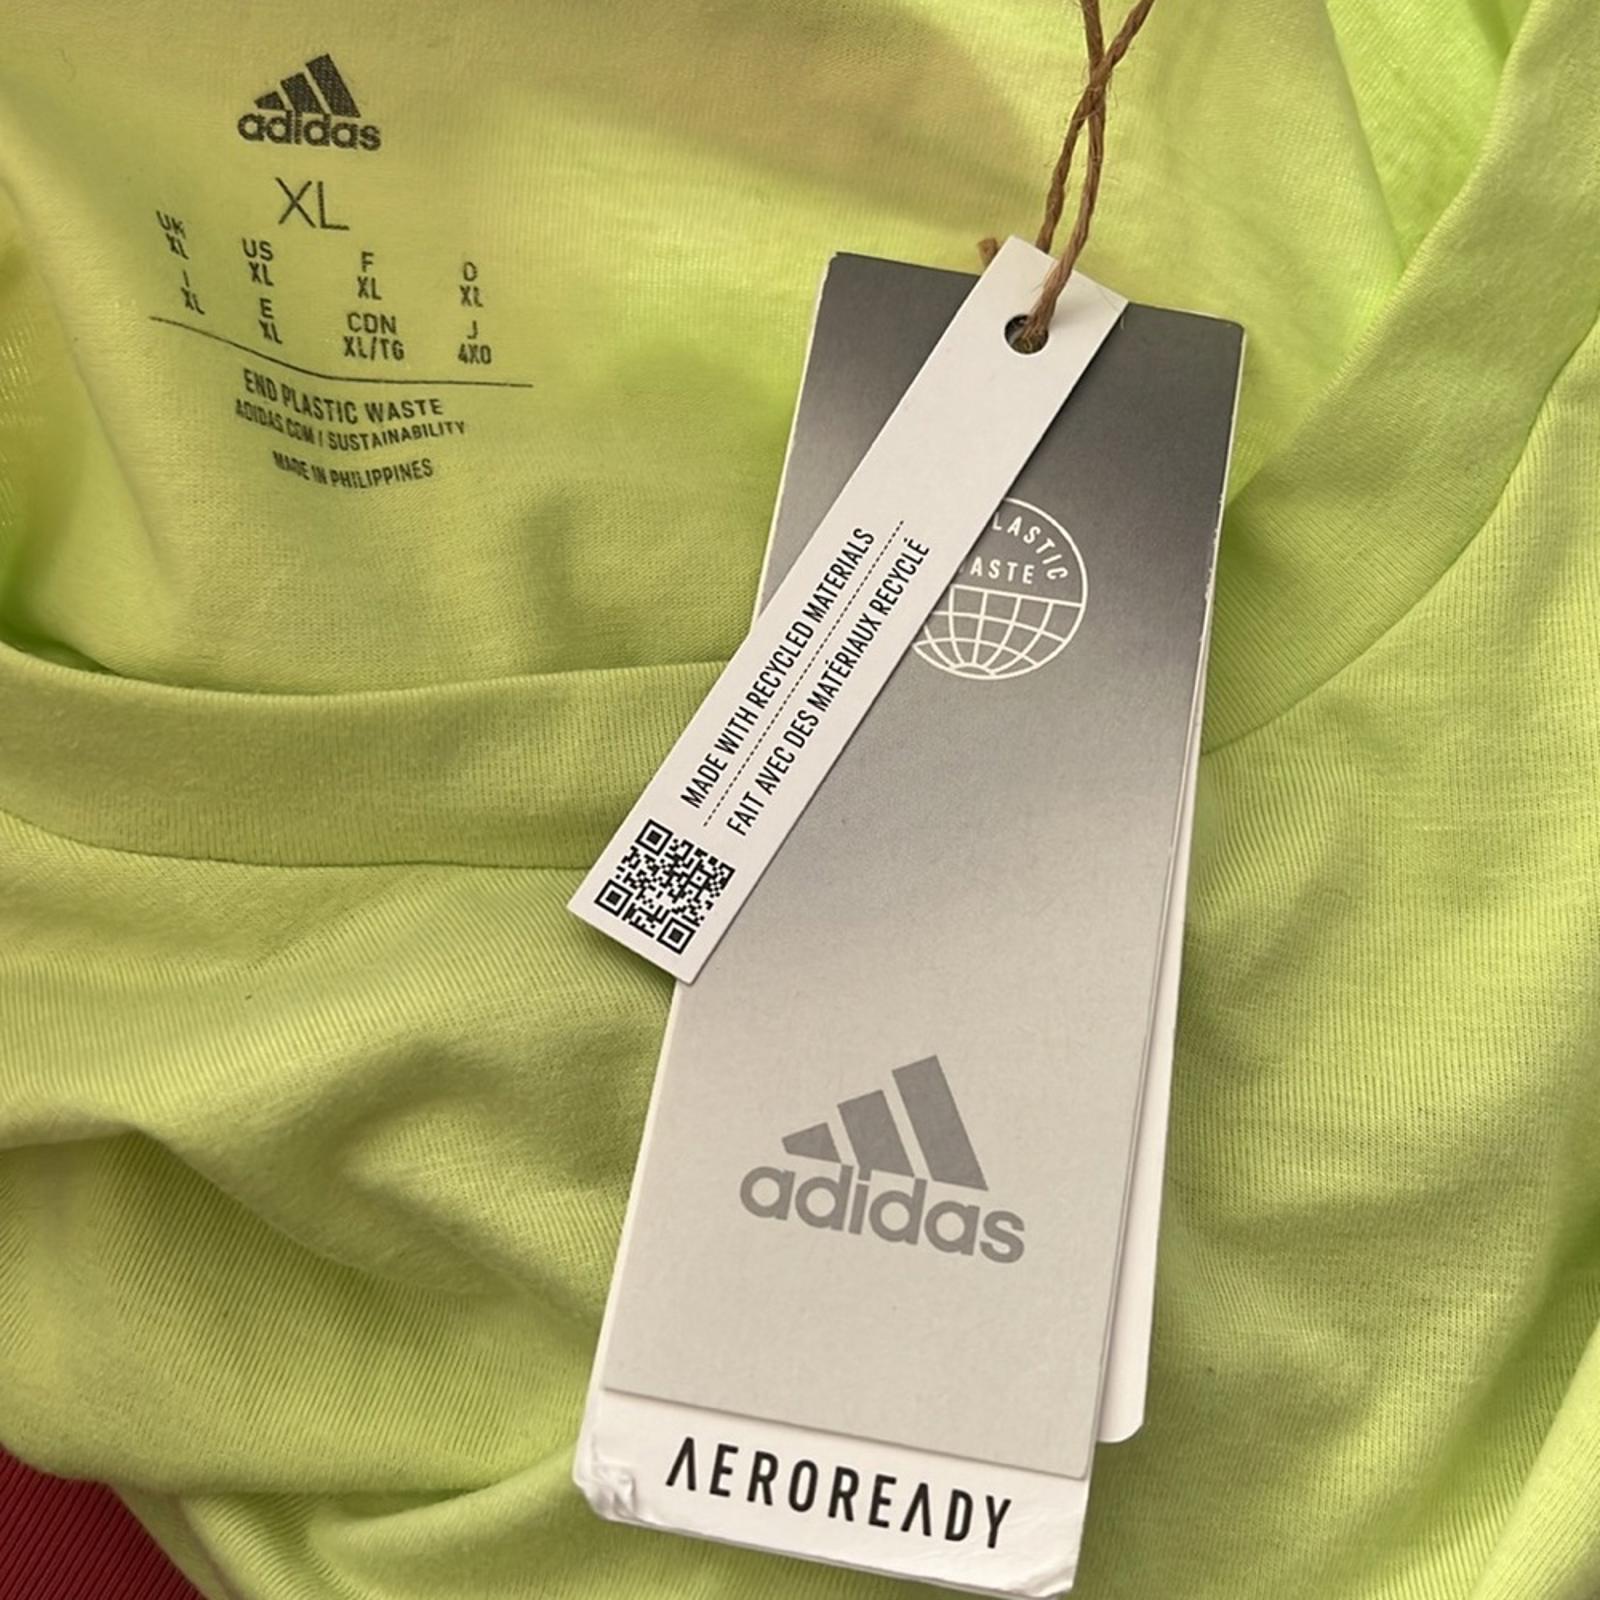 adidas
XL
UK US F D
XL XL XL XL
I E CDN J
XL XL XL/TG 4XO
END PLASTIC WASTE
ADIDAS.COM / SUSTAINABILITY
MADE IN PHILIPPINES
MADE WITH RECYCLED MATERIALS
FAIT AVEC DES MATÉRIAUX RECYCLÉ
LASTIC
ASTE
adidas
AEROREADY